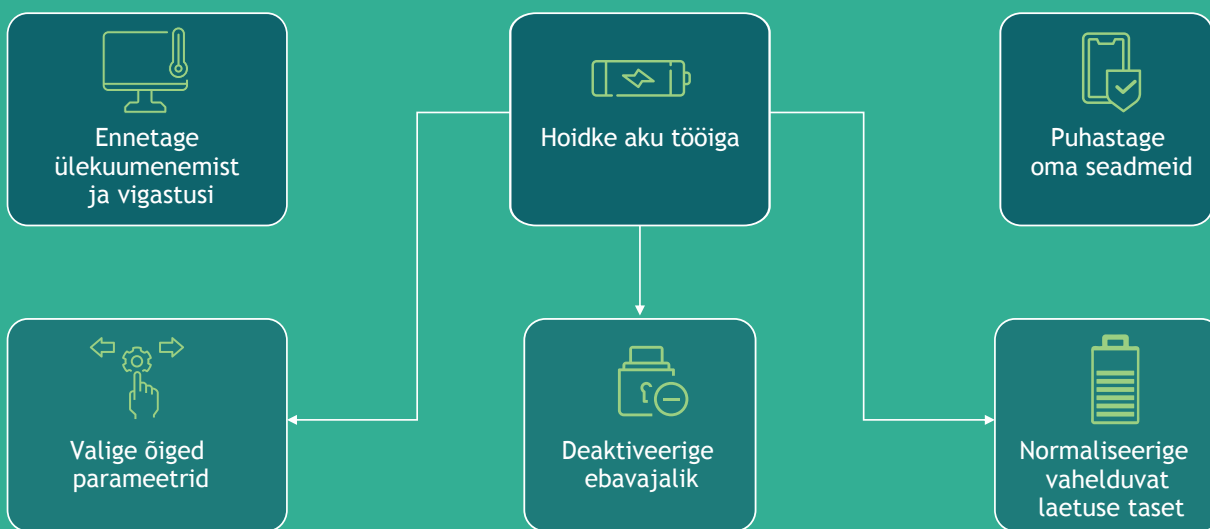 Ennetage
ülekuumenemist
ja vigastusi
Hoidke aku tööiga
Puhastage
oma seadmeid
Valige õiged
parameetrid
Deaktiveerige
ebavajalik
Normaliseerige
vahelduvat
laetuse taset